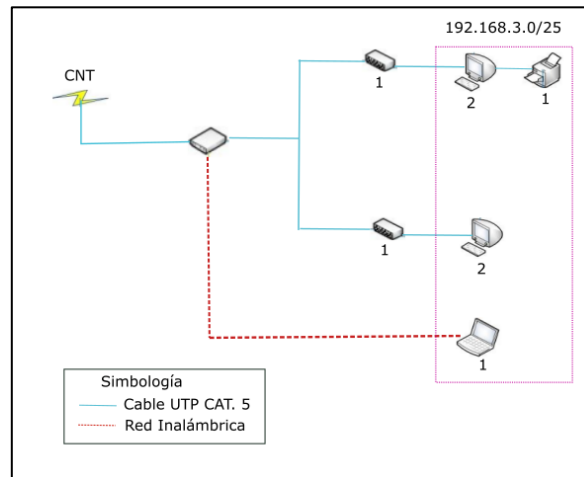 192.168.3.0/25
CNT
1
2
1
1
2
1
Simbología
Cable UTP CAT. 5
Red Inalámbrica